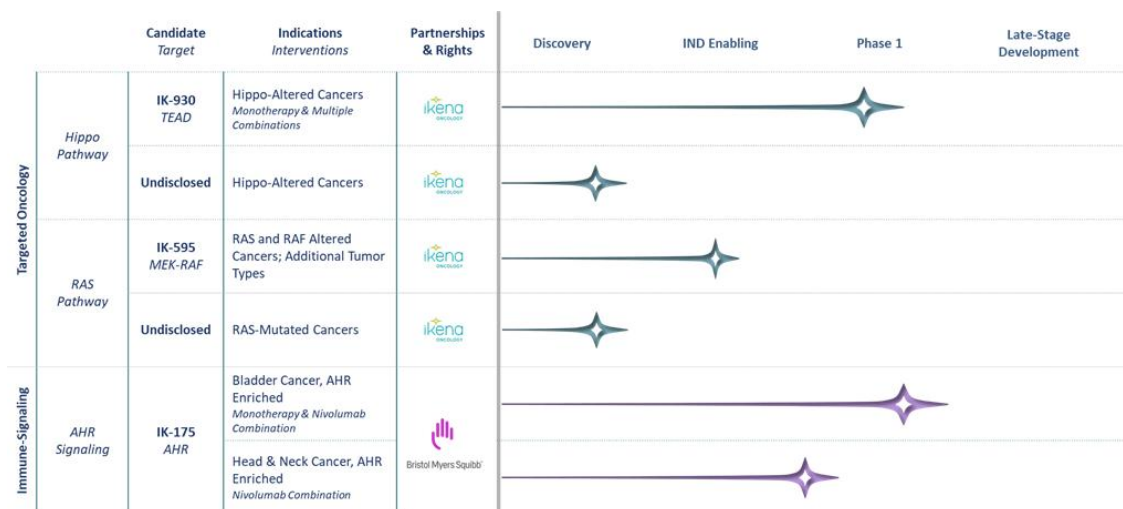 Candidate
Target
Indications
Interventions
Partnerships
& Rights
Discovery
IND Enabling
Phase 1
Late-Stage
Development
Targeted Oncology
Hippo
Pathway
IK-930
TEAD
Hippo-Altered Cancers
Monotherapy & Multiple
Combinations
ikena
ONCOLOGY
Undisclosed
Hippo-Altered Cancers
ikena
ONCOLOGY
RAS
Pathway
IK-595
MEK-RAF
RAS and RAF Altered
Cancers; Additional Tumor
Types
ikena
ONCOLOGY
Undisclosed
RAS-Mutated Cancers
ikena
ONCOLOGY
Immune-Signaling
AHR
Signaling
IK-175
AHR
Bladder Cancer, AHR
Enriched
Monotherapy & Nivolumab
Combination
Bristol Myers Squibb
Head & Neck Cancer, AHR
Enriched
Nivolumab Combination